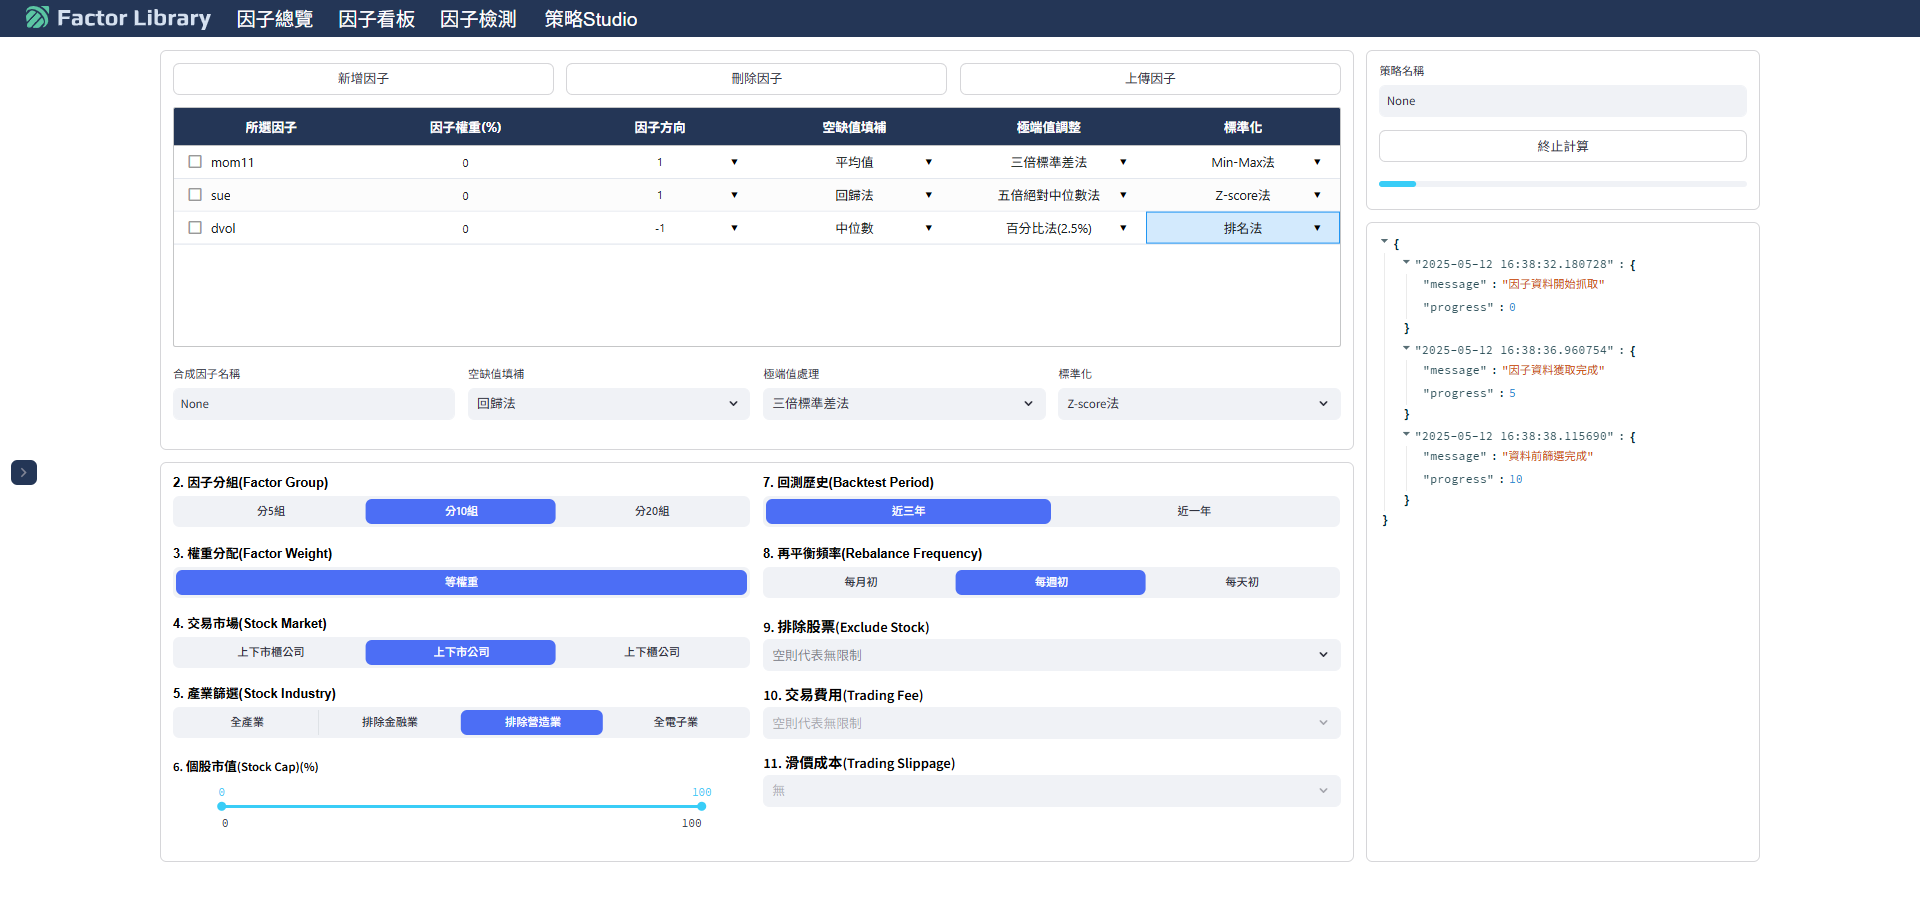 Factor Library 因子總覽 因子看板 因子檢測 策略Studio
新增因子 刪除因子 上傳因子
所選因子 因子權重(%) 因子方向 空缺值填補 極端值調整 標準化
mom11 0 1 ▼ 平均值 ▼ 三倍標準差法 ▼ Min-Max法 ▼
sue 0 1 ▼ 回歸法 ▼ 五倍絕對中位數法 ▼ Z-score法 ▼
dvol 0 -1 ▼ 中位數 ▼ 百分比法(2.5%) ▼ 排名法 ▼
合成因子名稱 空缺值填補 極端值處理 標準化
None 回歸法 三倍標準差法 Z-score法
2. 因子分組(Factor Group)
分5組 分10組 分20組
3. 權重分配(Factor Weight)
等權重
4. 交易市場(Stock Market)
上下市櫃公司 上下市公司 上下櫃公司
5. 產業篩選(Stock Industry)
全產業 排除金融業 排除營造業 全電子業
6. 個股市值(Stock Cap)(%)
0 100
0 100
7. 回測歷史(Backtest Period)
近三年 近一年
8. 再平衡頻率(Rebalance Frequency)
每月初 每週初 每天初
9. 排除股票(Exclude Stock)
空則代表無限制
10. 交易費用(Trading Fee)
空則代表無限制
11. 滑價成本(Trading Slippage)
無
策略名稱
None
終止計算
{
"2025-05-12 16:38:32.180728" : {
"message" : "因子資料開始抓取"
"progress" : 0
}
"2025-05-12 16:38:36.960754" : {
"message" : "因子資料獲取完成"
"progress" : 5
}
"2025-05-12 16:38:38.115690" : {
"message" : "資料前篩選完成"
"progress" : 10
}
}